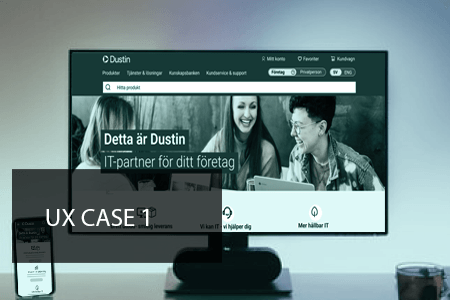 Dustin
Mitt konto Favoriter Kundvagn
Produkter Tjänster & lösningar Kunskapsbanken Kundservice & support
Företag Privatperson SV ENG
Hitta produkt
Detta är Dustin
IT-partner för ditt företag
Vi kan IT vi hjälper dig
Mer hållbar IT
UX CASE 1